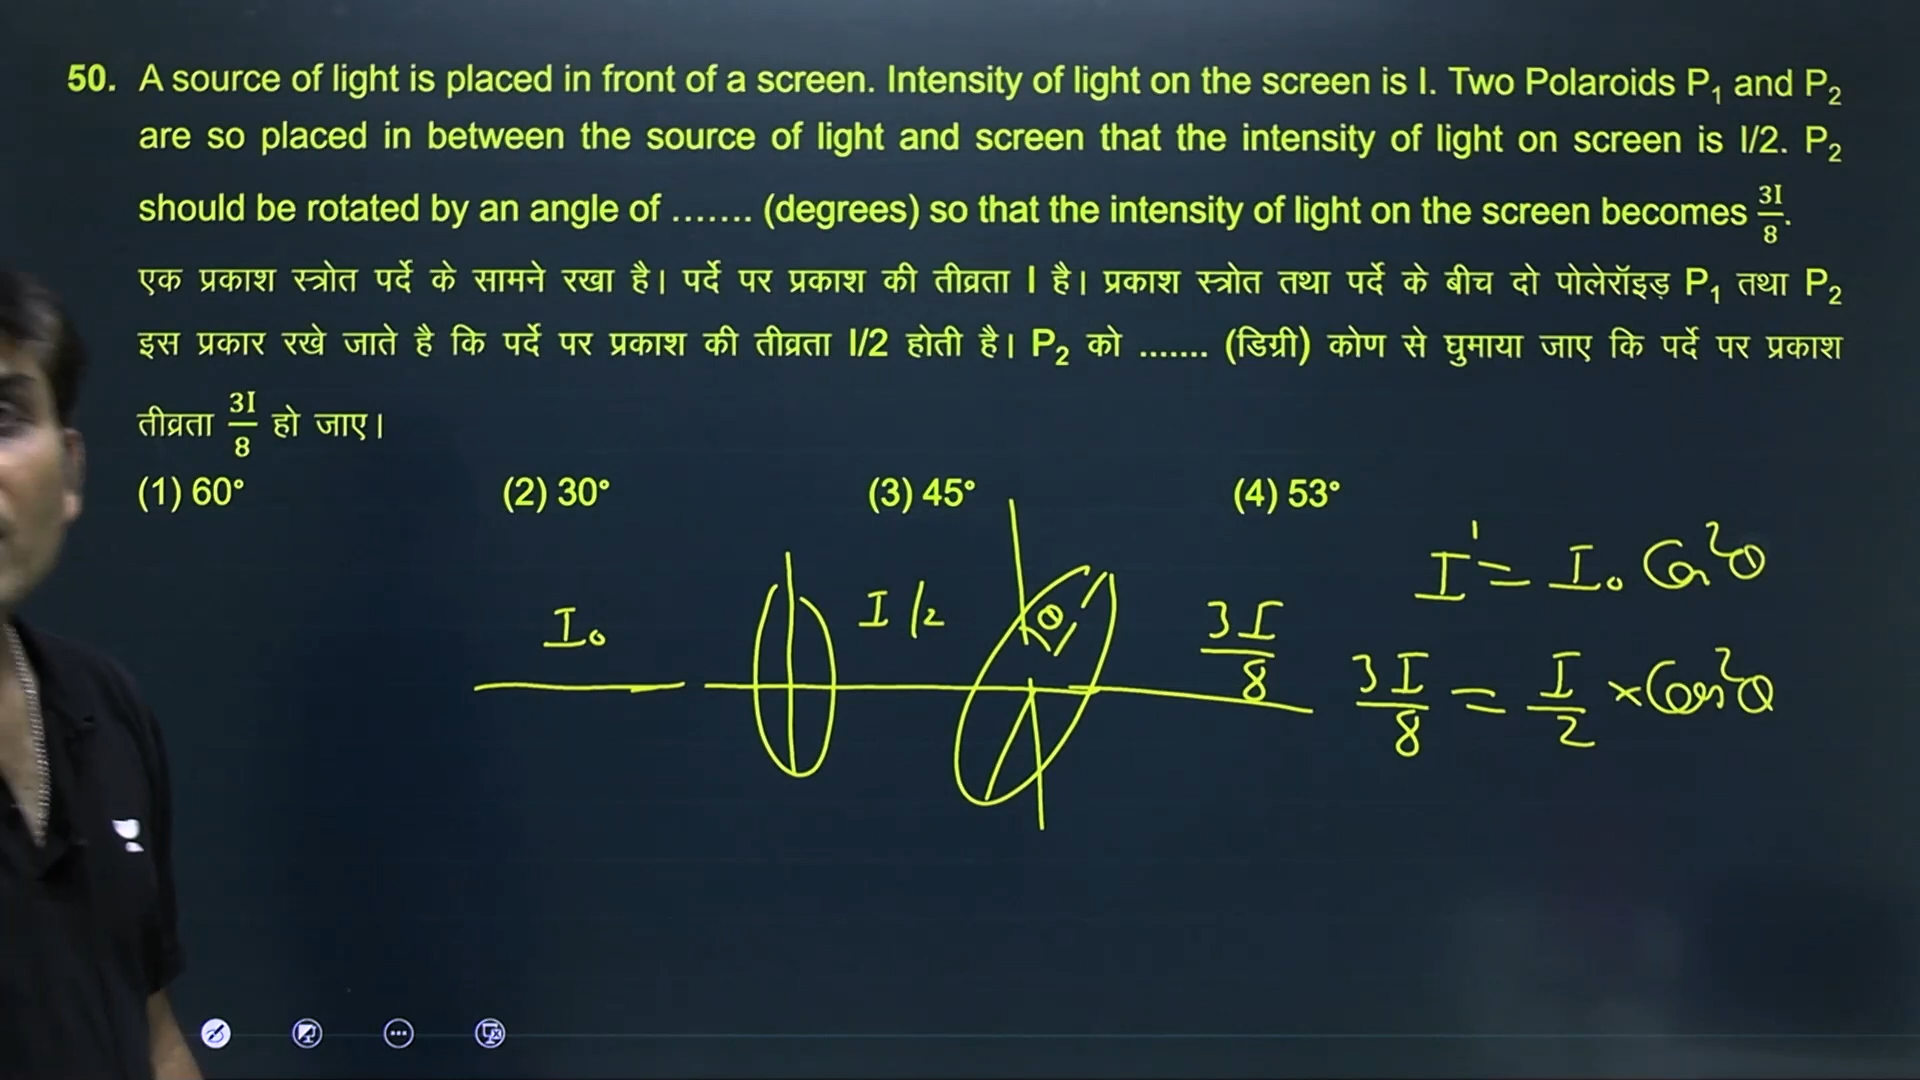 50. A source of light is placed in front of a screen. Intensity of light on the screen is I. Two Polaroids P₁ and P₂
are so placed in between the source of light and screen that the intensity of light on screen is I/2. P₂
should be rotated by an angle of ....... (degrees) so that the intensity of light on the screen becomes 3I/8.
एक प्रकाश स्त्रोत पर्दे के सामने रखा है। पर्दे पर प्रकाश की तीव्रता I है। प्रकाश स्त्रोत तथा पर्दे के बीच दो पोलेरॉइड़ P₁ तथा P₂
इस प्रकार रखे जाते है कि पर्दे पर प्रकाश की तीव्रता I/2 होती है। P₂ को ....... (डिग्री) कोण से घुमाया जाए कि पर्दे पर प्रकाश
तीव्रता 3I/8 हो जाए।
(1) 60° (2) 30° (3) 45° (4) 53°
I' = I₀ Cos²θ
I₀ I/2 θ 3I/8
3I/8 = I/2 × Cos²θ